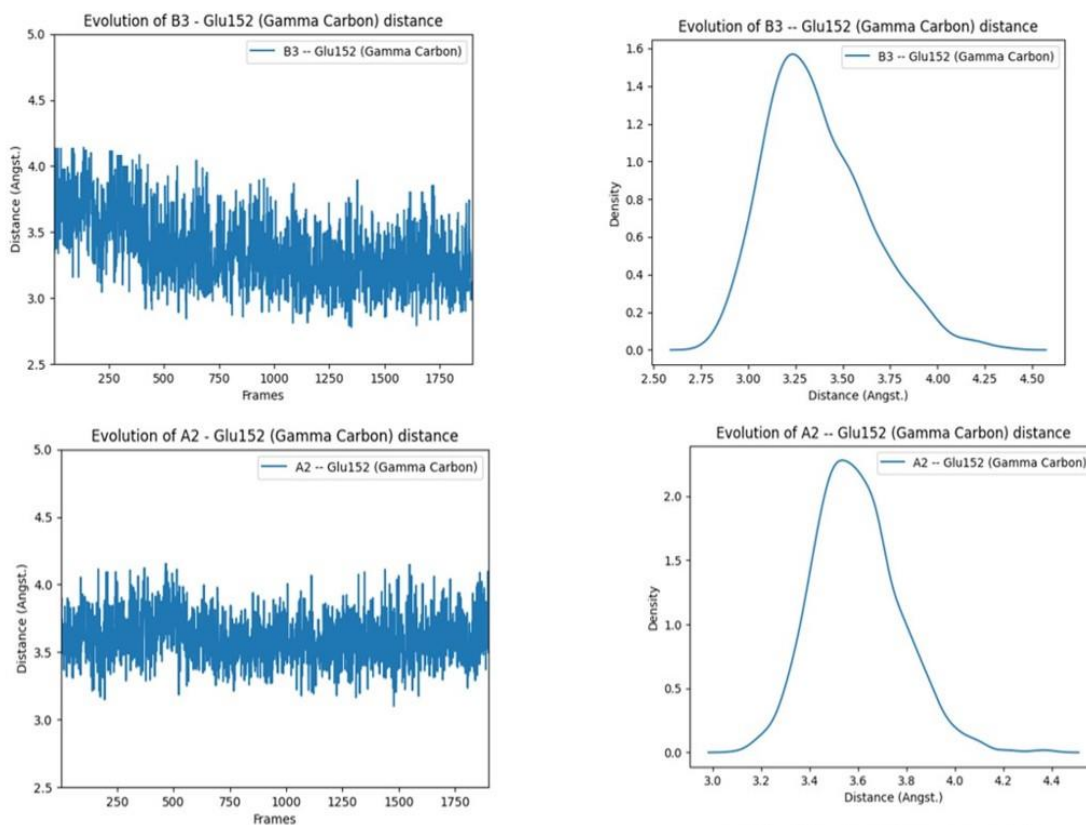 Evolution of B3 - Glu152 (Gamma Carbon) distance
B3 -- Glu152 (Gamma Carbon)
Distance (Angst.)
5.0
4.5
4.0
3.5
3.0
2.5
250 500 750 1000 1250 1500 1750
Frames
Evolution of B3 -- Glu152 (Gamma Carbon) distance
B3 -- Glu152 (Gamma Carbon)
Density
1.6
1.4
1.2
1.0
0.8
0.6
0.4
0.2
0.0
2.50 2.75 3.00 3.25 3.50 3.75 4.00 4.25 4.50
Distance (Angst.)
Evolution of A2 - Glu152 (Gamma Carbon) distance
A2 -- Glu152 (Gamma Carbon)
Distance (Angst.)
5.0
4.5
4.0
3.5
3.0
2.5
250 500 750 1000 1250 1500 1750
Frames
Evolution of A2 -- Glu152 (Gamma Carbon) distance
A2 -- Glu152 (Gamma Carbon)
Density
2.0
1.5
1.0
0.5
0.0
3.0 3.2 3.4 3.6 3.8 4.0 4.2 4.4
Distance (Angst.)